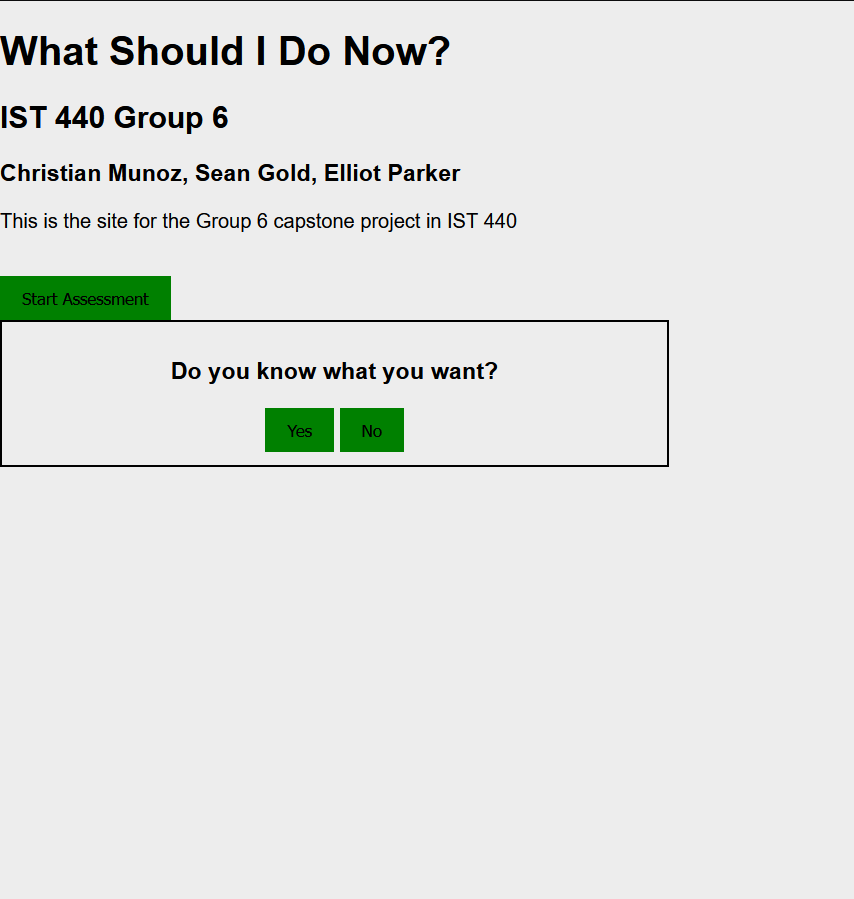 What Should I Do Now?
IST 440 Group 6
Christian Munoz, Sean Gold, Elliot Parker
This is the site for the Group 6 capstone project in IST 440
Start Assessment
Do you know what you want?
Yes No